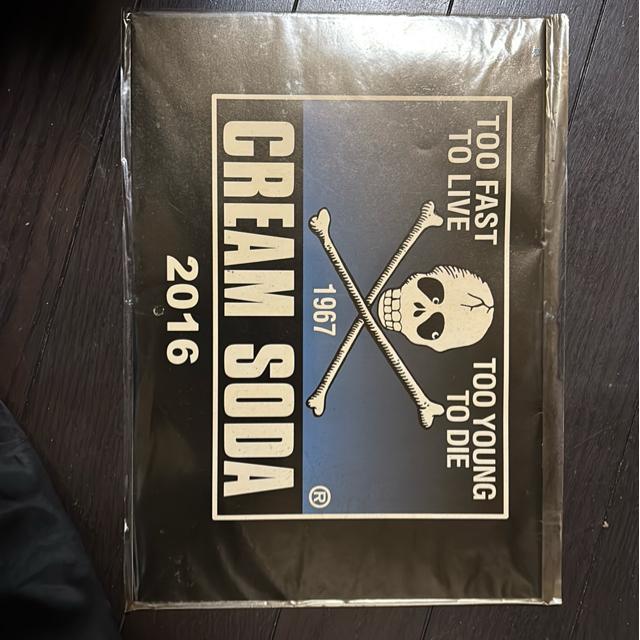 TOO FAST
TO LIVE
TOO YOUNG
TO DIE
1967
CREAM SODA
®
2016